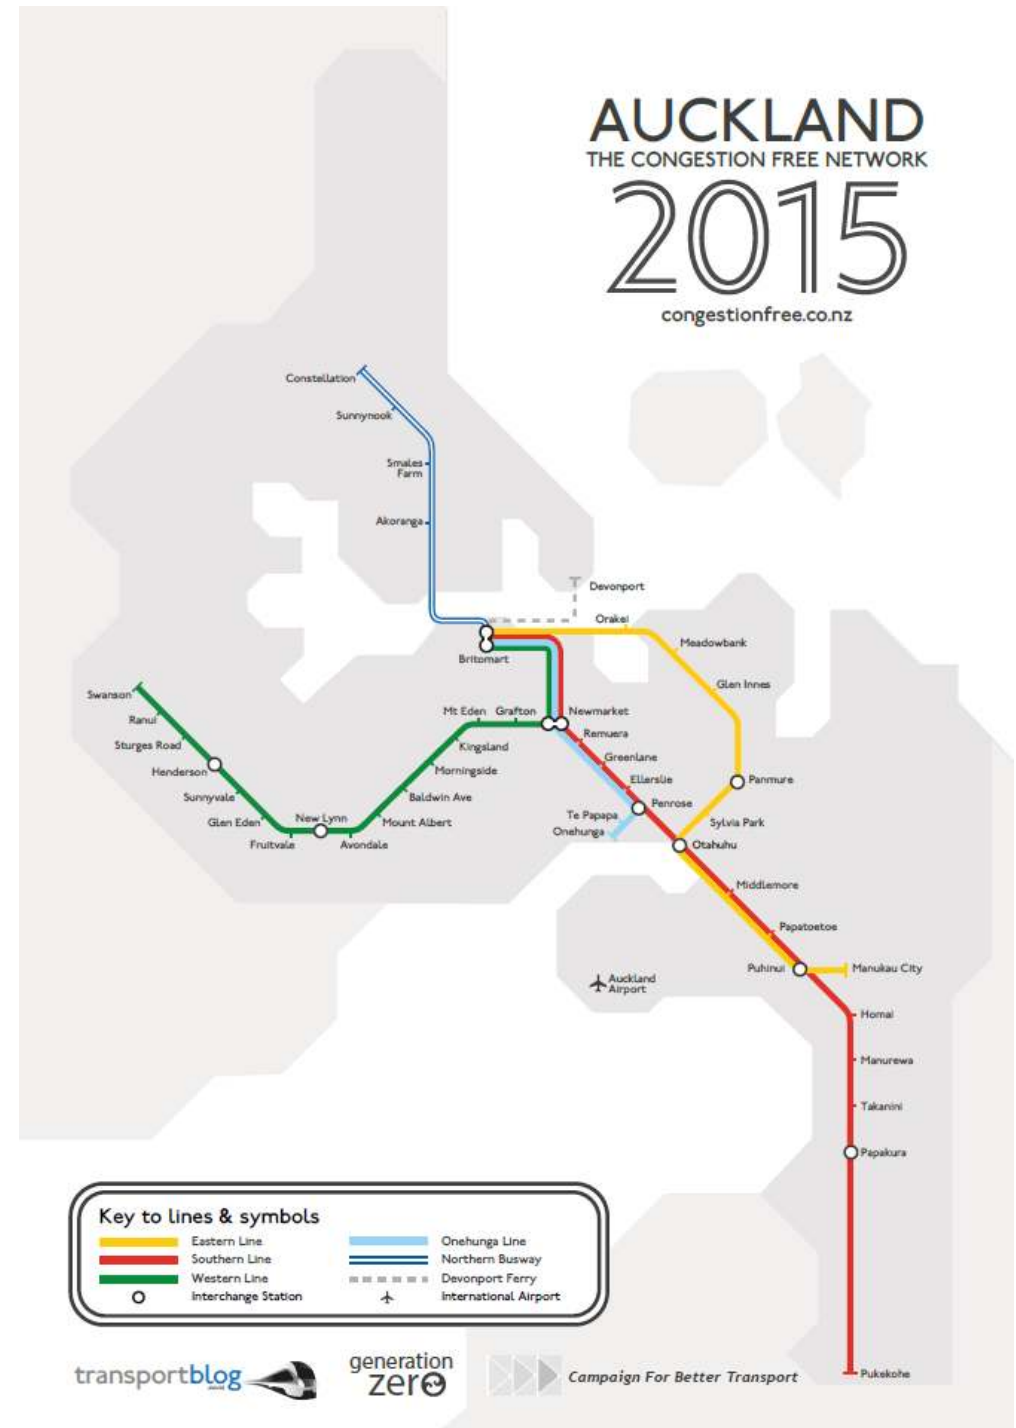 AUCKLAND
THE CONGESTION FREE NETWORK
2015
congestionfree.co.nz
Constellation
Sunnynook
Smales
Farm
Akoranga
Devonport
Orakei
Meadowbank
Britomart
Glen Innes
Swanson
Ranui
Mt Eden Grafton
Newmarket
Remuera
Sturges Road
Kingsland
Greenlane
Henderson
Morningside
Ellerslie
Panmure
Sunnyvale
Baldwin Ave
Penrose
Te Papapa
Glen Eden
New Lynn
Mount Albert
Sylvia Park
Onehunga
Fruitvale
Avondale
Otahuhu
Middlemore
Papatoetoe
Puhinui
Manukau City
Auckland
Airport
Homai
Manurewa
Takanini
Papakura
Pukekohe
Key to lines & symbols
Eastern Line
Southern Line
Western Line
Interchange Station
Onehunga Line
Northern Busway
Devonport Ferry
International Airport
transportblog
generation
zero
Campaign For Better Transport